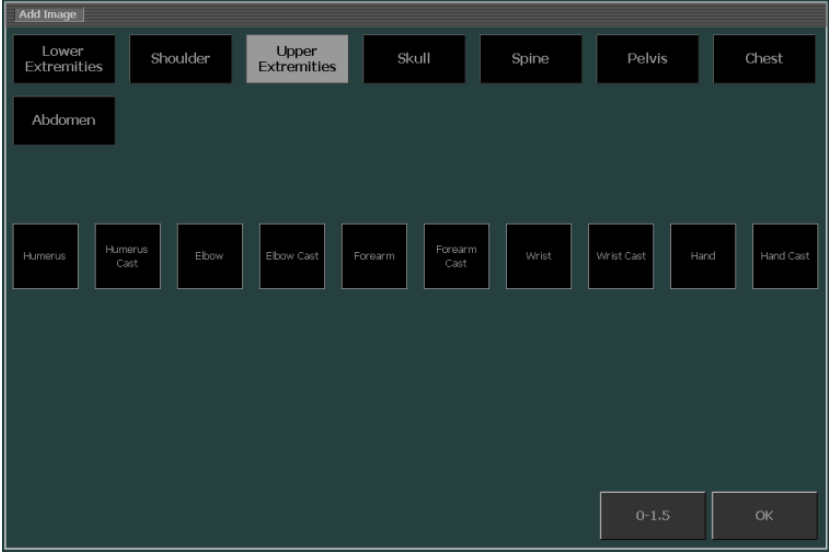 Add Image
Lower
Extremities
Shoulder
Upper
Extremities
Skull
Spine
Pelvis
Chest
Abdomen
Humerus
Humerus
Cast
Elbow
Elbow Cast
Forearm
Forearm
Cast
Wrist
Wrist Cast
Hand
Hand Cast
0-1.5
OK